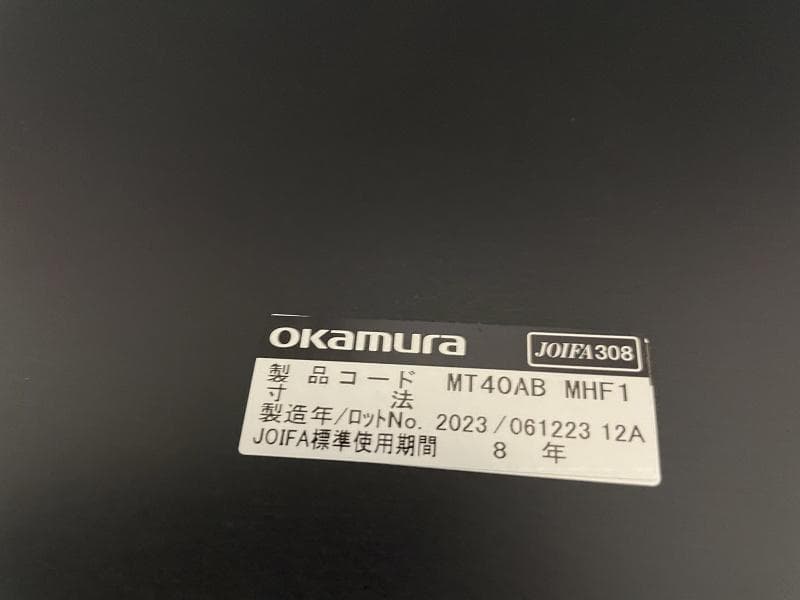 okamura
JOIFA308
製品コード MT40AB MHF1
寸法
製造年/ロットNo. 2023/061223 12A
JOIFA標準使用期間 8年